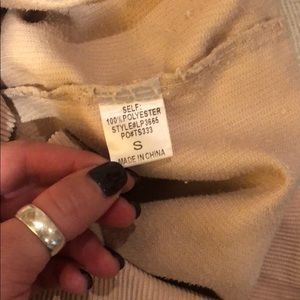 SELF:
100%POLYESTER
STYLE#LP3665
PO#TS333
S
MADE IN CHINA